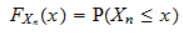 F_{X_n}(x) = P(X_n ≤ x)